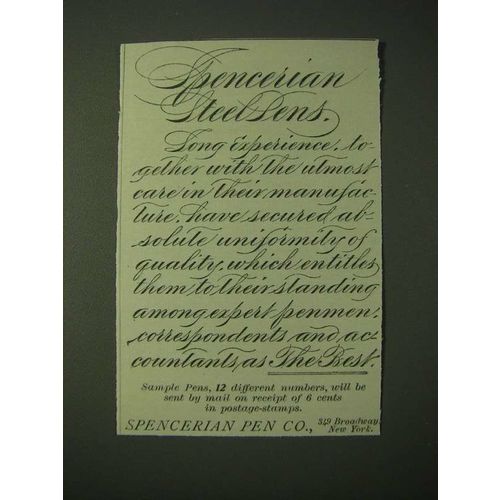 Spencerian
Steel Pens.
Long Experience, to-
gether with the utmost
care in their manufac-
ture, have secured ab-
solute uniformity of
quality, which entitles
them to their standing
among expert penmen,
correspondents and ac-
countants, as The Best.
Sample Pens, 12 different numbers, will be
sent by mail on receipt of 6 cents
in postage-stamps.
SPENCERIAN PEN CO., 349 Broadway,
New York.